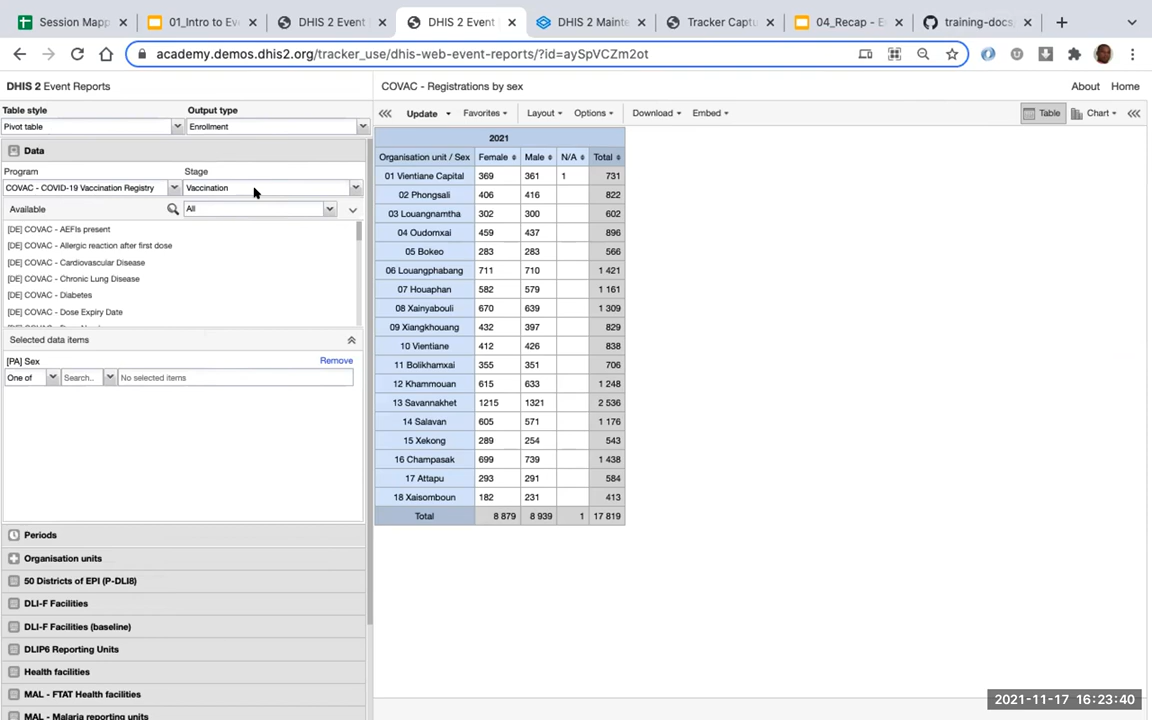 Session Mapp
01_Intro to Eve
DHIS 2 Event
DHIS 2 Event
DHIS 2 Mainte
Tracker Captu
04_Recap - E
training-docs
academy.demos.dhis2.org/tracker_use/dhis-web-event-reports/?id=aySpVCZm2ot
DHIS 2 Event Reports
COVAC - Registrations by sex
About Home
Table style Output type
Pivot table Enrollment
Update Favorites Layout Options Download Embed Table Chart
Data
Program Stage
COVAC - COVID-19 Vaccination Registry Vaccination
Available All
[DE] COVAC - AEFIs present
[DE] COVAC - Allergic reaction after first dose
[DE] COVAC - Cardiovascular Disease
[DE] COVAC - Chronic Lung Disease
[DE] COVAC - Diabetes
[DE] COVAC - Dose Expiry Date
Selected data items
[PA] Sex Remove
One of Search.. No selected items
Periods
Organisation units
50 Districts of EPI (P-DLI8)
DLI-F Facilities
DLI-F Facilities (baseline)
DLIP6 Reporting Units
Health facilities
MAL - FTAT Health facilities
MAL - Malaria reporting units
2021
Organisation unit / Sex Female Male N/A Total
01 Vientiane Capital 369 361 1 731
02 Phongsali 406 416 822
03 Louangnamtha 302 300 602
04 Oudomxai 459 437 896
05 Bokeo 283 283 566
06 Louangphabang 711 710 1 421
07 Houaphan 582 579 1 161
08 Xainyabouli 670 639 1 309
09 Xiangkhouang 432 397 829
10 Vientiane 412 426 838
11 Bolikhamxai 355 351 706
12 Khammouan 615 633 1 248
13 Savannakhet 1215 1321 2 536
14 Salavan 605 571 1 176
15 Xekong 289 254 543
16 Champasak 699 739 1 438
17 Attapu 293 291 584
18 Xaisomboun 182 231 413
Total 8 879 8 939 1 17 819
2021-11-17 16:23:40